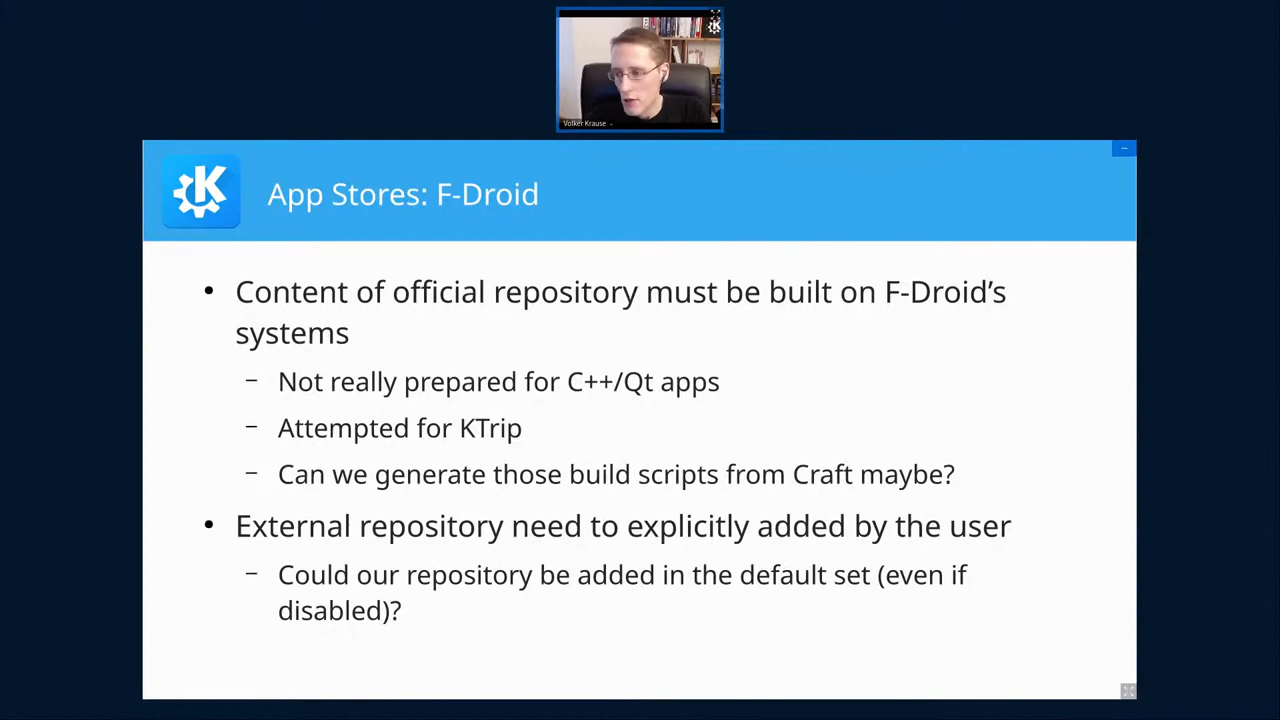 Volker Krause
App Stores: F-Droid
• Content of official repository must be built on F-Droid’s
systems
– Not really prepared for C++/Qt apps
– Attempted for KTrip
– Can we generate those build scripts from Craft maybe?
• External repository need to explicitly added by the user
– Could our repository be added in the default set (even if
disabled)?